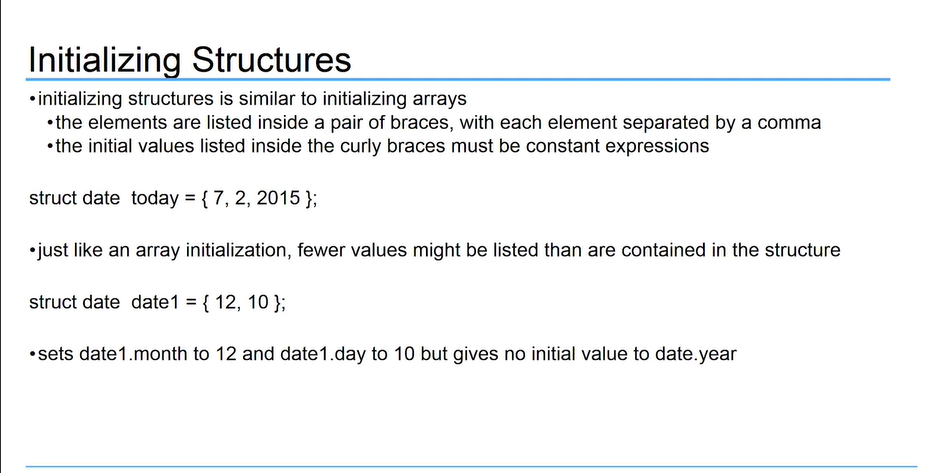 Initializing Structures
•initializing structures is similar to initializing arrays
•the elements are listed inside a pair of braces, with each element separated by a comma
•the initial values listed inside the curly braces must be constant expressions
struct date  today = { 7, 2, 2015 };
•just like an array initialization, fewer values might be listed than are contained in the structure
struct date  date1 = { 12, 10 };
•sets date1.month to 12 and date1.day to 10 but gives no initial value to date.year